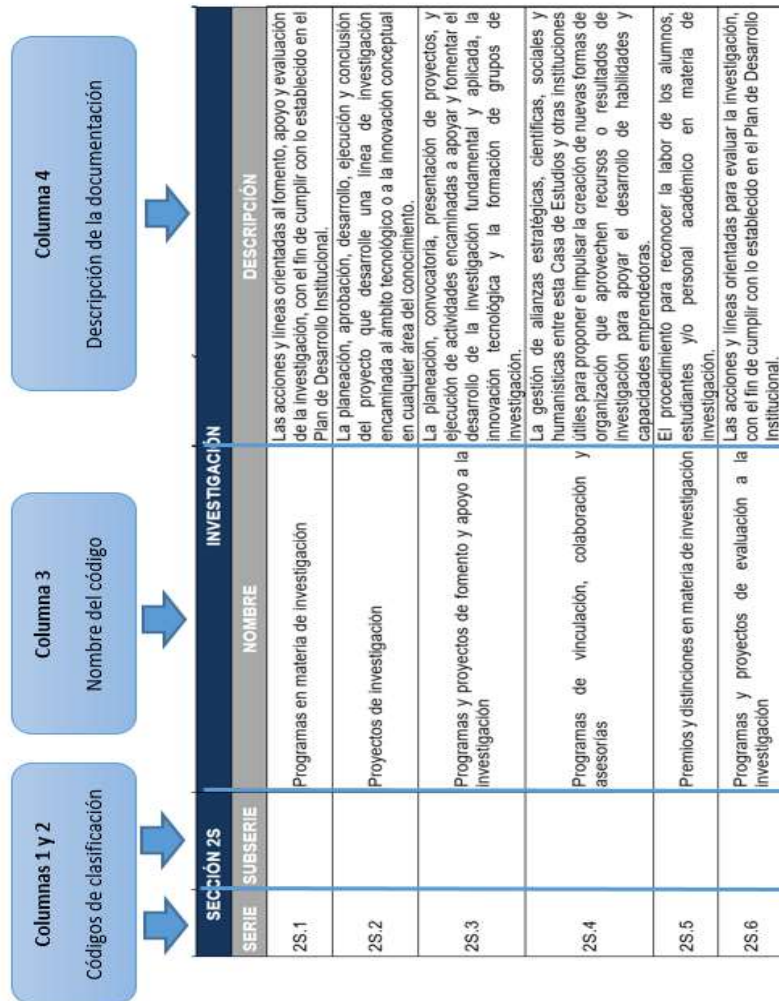 Columnas 1 y 2
Códigos de clasificación
Columna 3
Nombre del código
Columna 4
Descripción de la documentación
SECCIÓN 2S
INVESTIGACIÓN
SERIE
SUBSERIE
NOMBRE
DESCRIPCIÓN
2S.1
Programas en materia de investigación
Las acciones y líneas orientadas al fomento, apoyo y evaluación
de la investigación, con el fin de cumplir con lo establecido en el
Plan de Desarrollo Institucional.
2S.2
Proyectos de investigación
La planeación, aprobación, desarrollo, ejecución y conclusión
del proyecto que desarrolle una línea de investigación
encaminada al ámbito tecnológico o a la innovación conceptual
en cualquier área del conocimiento.
2S.3
Programas y proyectos de fomento y apoyo a la
investigación
La planeación, convocatoria, presentación de proyectos, y
ejecución de actividades encaminadas a apoyar y fomentar el
desarrollo de la investigación fundamental y aplicada, la
innovación tecnológica y la formación de grupos de
investigación.
2S.4
Programas de vinculación, colaboración y
asesorías
La gestión de alianzas estratégicas, científicas, sociales y
humanísticas entre esta Casa de Estudios y otras instituciones
útiles para proponer e impulsar la creación de nuevas formas de
organización que aprovechen recursos o resultados de
investigación para apoyar el desarrollo de habilidades y
capacidades emprendedoras.
2S.5
Premios y distinciones en materia de investigación
El procedimiento para reconocer la labor de los alumnos,
estudiantes y/o personal académico en materia de
investigación.
2S.6
Programas y proyectos de evaluación a la
investigación
Las acciones y líneas orientadas para evaluar la investigación,
con el fin de cumplir con lo establecido en el Plan de Desarrollo
Institucional.